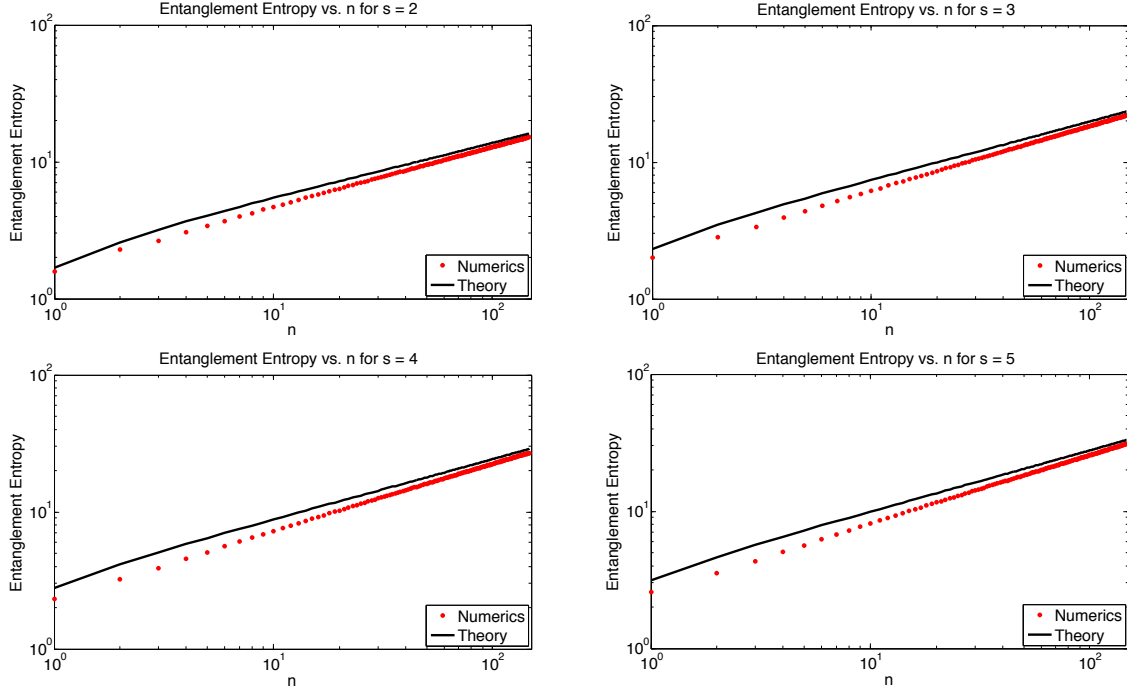 Entanglement Entropy vs. n for s = 2
10^2
10^1
10^0
Entanglement Entropy
Numerics
Theory
10^0
10^1
10^2
n
Entanglement Entropy vs. n for s = 3
10^2
10^1
10^0
Entanglement Entropy
Numerics
Theory
10^0
10^1
10^2
n
Entanglement Entropy vs. n for s = 4
10^2
10^1
10^0
Entanglement Entropy
Numerics
Theory
10^0
10^1
10^2
n
Entanglement Entropy vs. n for s = 5
10^2
10^1
10^0
Entanglement Entropy
Numerics
Theory
10^0
10^1
10^2
n